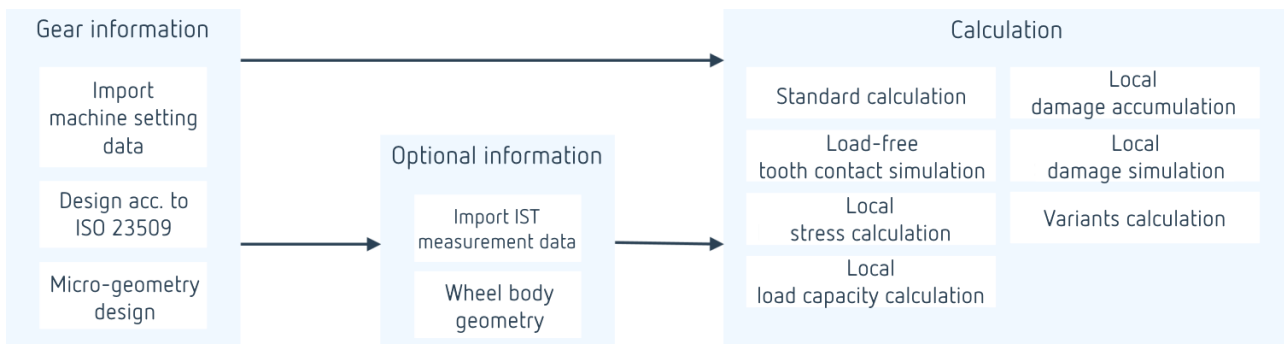 Gear information
Import
machine setting
data
Design acc. to
ISO 23509
Micro-geometry
design
Optional information
Import IST
measurement data
Wheel body
geometry
Calculation
Standard calculation
Load-free
tooth contact simulation
Local
stress calculation
Local
load capacity calculation
Local
damage accumulation
Local
damage simulation
Variants calculation